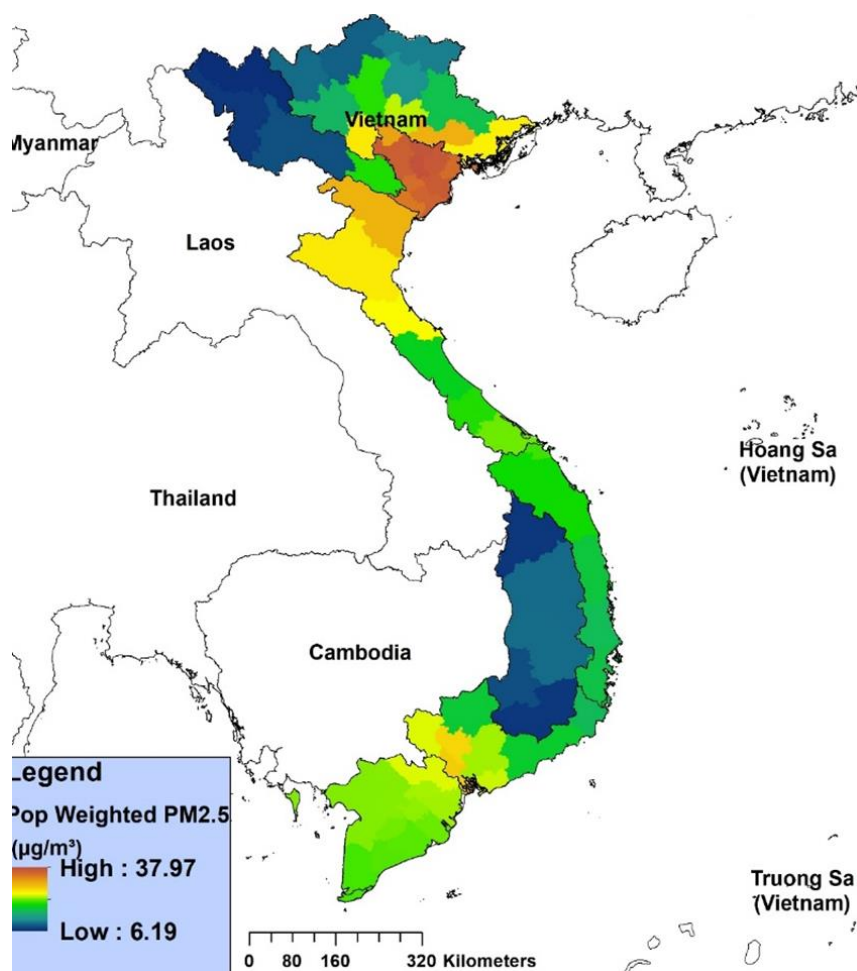 Vietnam
Myanmar
Laos
Hoang Sa
(Vietnam)
Thailand
Cambodia
Legend
Pop Weighted PM2.5
(µg/m³)
High : 37.97
Low : 6.19
Truong Sa
(Vietnam)
0 80 160 320 Kilometers